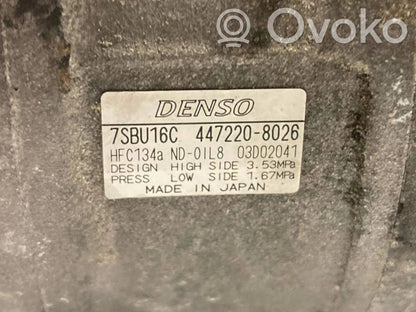 Ovoko
DENSO
7SBU16C 447220-8026
HFC134a ND-OIL8 03D02041
DESIGN HIGH SIDE 3.53MPa
PRESS LOW SIDE 1.67MPa
MADE IN JAPAN